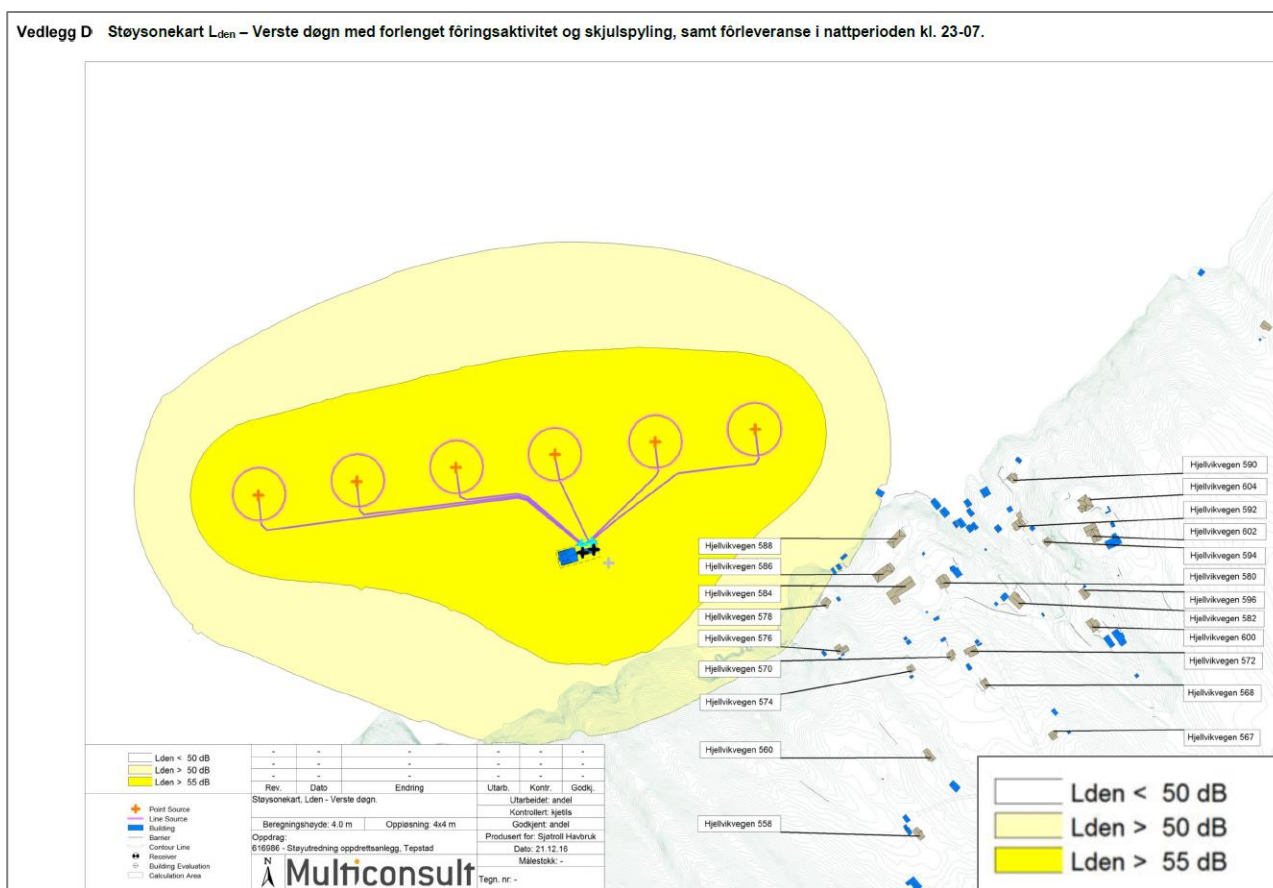 Vedlegg D Støysonekart Lden – Verste døgn med forlenget fôringsaktivitet og skjulspyling, samt fôrleveranse i nattperioden kl. 23-07.
Hjellvikvegen 590
Hjellvikvegen 604
Hjellvikvegen 592
Hjellvikvegen 602
Hjellvikvegen 594
Hjellvikvegen 580
Hjellvikvegen 596
Hjellvikvegen 582
Hjellvikvegen 600
Hjellvikvegen 572
Hjellvikvegen 568
Hjellvikvegen 567
Hjellvikvegen 588
Hjellvikvegen 586
Hjellvikvegen 584
Hjellvikvegen 578
Hjellvikvegen 576
Hjellvikvegen 570
Hjellvikvegen 574
Hjellvikvegen 560
Hjellvikvegen 558
Lden < 50 dB
Lden > 50 dB
Lden > 55 dB
Point Source
Line Source
Building
Barrier
Contour Line
Receiver
Building Evaluation
Calculation Area
- - - - - -
- - - - - -
- - - - - -
Rev. Dato Endring Utarb. Kontr. Godkj.
Støysonekart, Lden - Verste døgn.
Utarbeidet: andel
Kontrollert: kjetils
Beregningshøyde: 4.0 m Oppløsning: 4x4 m
Godkjent: andel
Oppdrag:
616986 - Støyutredning oppdrettsanlegg, Tepstad
Produsert for: Sjøtroll Havbruk
Dato: 21.12.16
Målestokk: -
N
Multiconsult
Tegn. nr: -
Lden < 50 dB
Lden > 50 dB
Lden > 55 dB